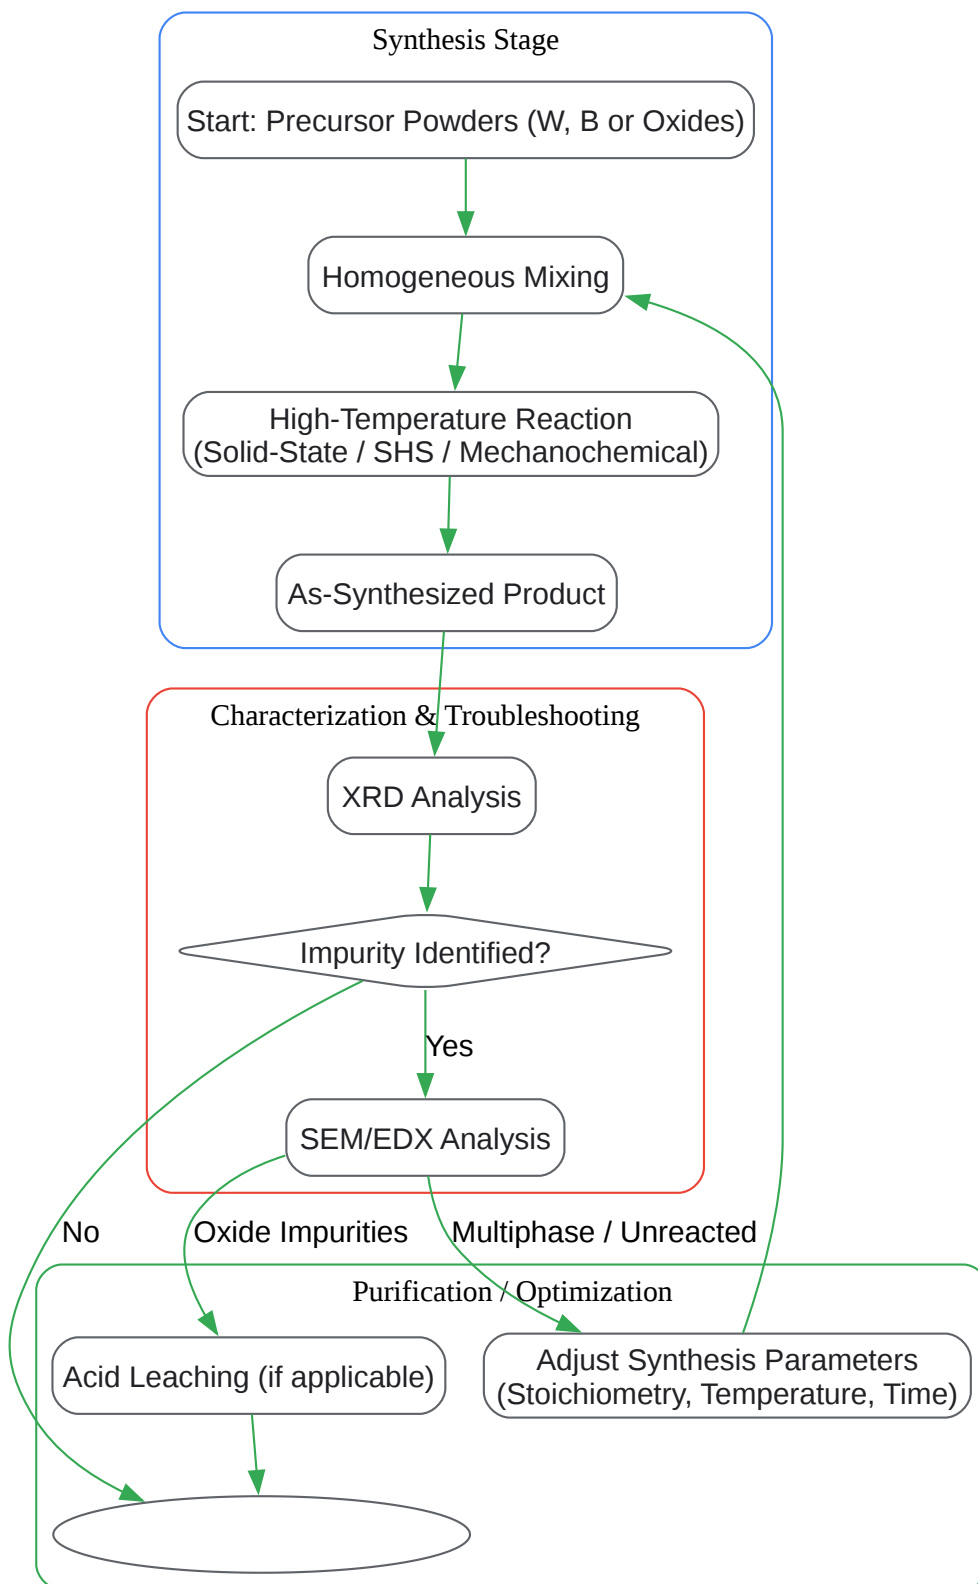 Synthesis Stage
Start: Precursor Powders (W, B or Oxides)
Homogeneous Mixing
High-Temperature Reaction
(Solid-State / SHS / Mechanochemical)
As-Synthesized Product
Characterization & Troubleshooting
XRD Analysis
Impurity Identified?
Yes
SEM/EDX Analysis
No
Oxide Impurities
Multiphase / Unreacted
Purification / Optimization
Acid Leaching (if applicable)
Adjust Synthesis Parameters
(Stoichiometry, Temperature, Time)